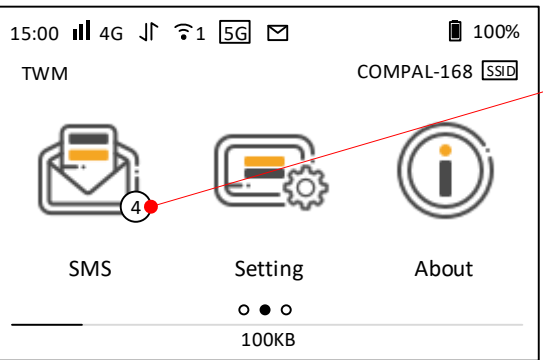 15:00 4G 1 5G 100%
TWM COMPAL-168 SSID
4
SMS Setting About
100KB